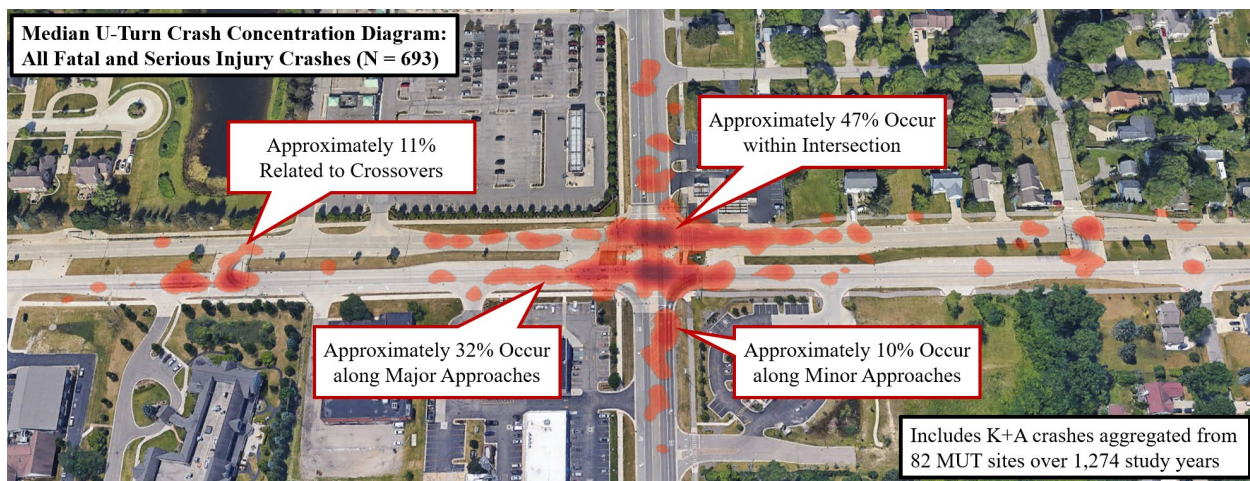 Median U-Turn Crash Concentration Diagram:
All Fatal and Serious Injury Crashes (N = 693)
Approximately 11%
Related to Crossovers
Approximately 47% Occur
within Intersection
Approximately 32% Occur
along Major Approaches
Approximately 10% Occur
along Minor Approaches
Includes K+A crashes aggregated from
82 MUT sites over 1,274 study years